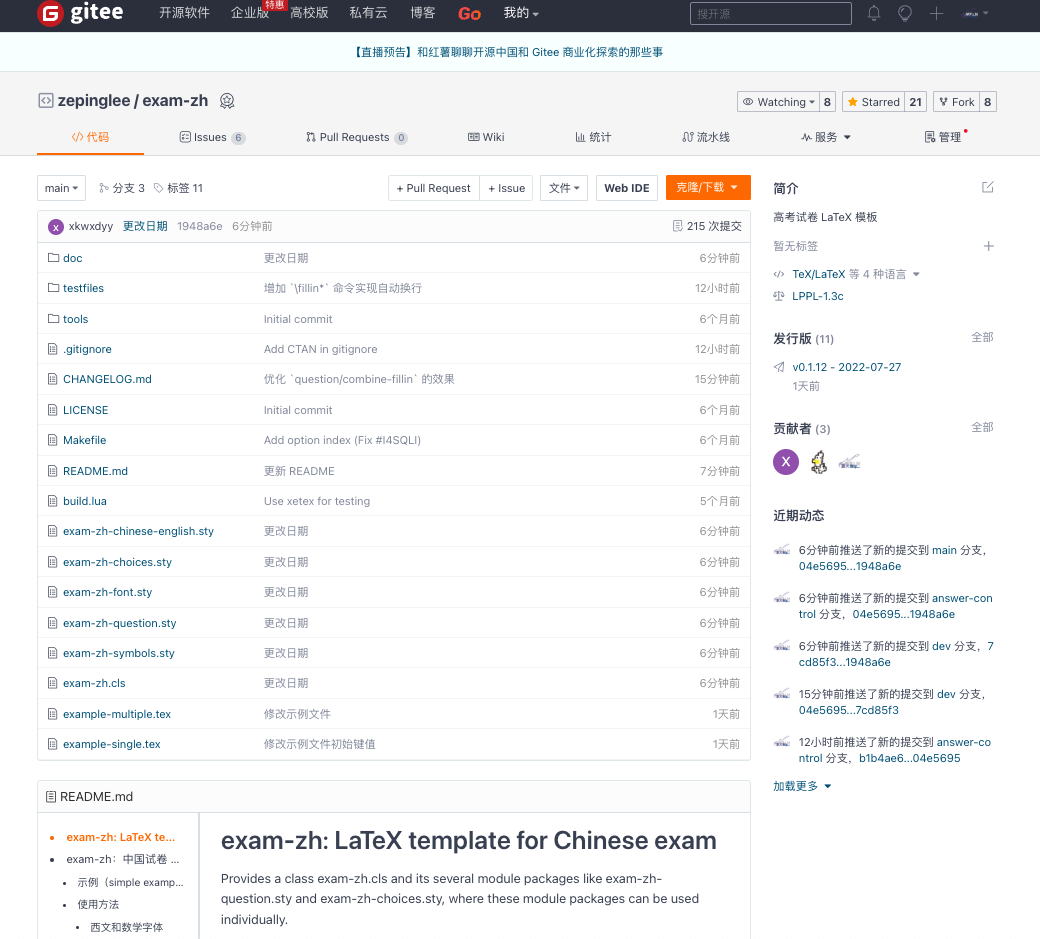 gitee 开源软件 企业版 特惠 高校版 私有云 博客 Go 我的 搜开源
【直播预告】和红薯聊聊开源中国和 Gitee 商业化探索的那些事
zepinglee / exam-zh Watching 8 Starred 21 Fork 8
代码 Issues 6 Pull Requests 0 Wiki 统计 流水线 服务 管理
main 分支 3 标签 11 + Pull Request + Issue 文件 Web IDE 克隆/下载
X xkwxdyy 更改日期 1948a6e 6分钟前 215 次提交
doc 更改日期 6分钟前
testfiles 增加 `\fillin*` 命令实现自动换行 12小时前
tools Initial commit 6个月前
.gitignore Add CTAN in gitignore 12小时前
CHANGELOG.md 优化 `question/combine-fillin` 的效果 15分钟前
LICENSE Initial commit 6个月前
Makefile Add option index (Fix #I4SQLI) 6个月前
README.md 更新 README 7分钟前
build.lua Use xetex for testing 5个月前
exam-zh-chinese-english.sty 更改日期 6分钟前
exam-zh-choices.sty 更改日期 6分钟前
exam-zh-font.sty 更改日期 6分钟前
exam-zh-question.sty 更改日期 6分钟前
exam-zh-symbols.sty 更改日期 6分钟前
exam-zh.cls 更改日期 6分钟前
example-multiple.tex 修改示例文件 1天前
example-single.tex 修改示例文件初始键值 1天前
README.md
exam-zh: LaTeX te...
exam-zh：中国试卷 ...
示例（simple examp...
使用方法
西文和数学字体
exam-zh: LaTeX template for Chinese exam
Provides a class exam-zh.cls and its several module packages like exam-zh-
question.sty and exam-zh-choices.sty, where these module packages can be used
individually.
简介
高考试卷 LaTeX 模板
暂无标签
TeX/LaTeX 等 4 种语言
LPPL-1.3c
发行版 (11) 全部
v0.1.12 - 2022-07-27
1天前
贡献者 (3) 全部
X
近期动态
6分钟前推送了新的提交到 main 分支，
04e5695...1948a6e
6分钟前推送了新的提交到 answer-con
trol 分支，04e5695...1948a6e
6分钟前推送了新的提交到 dev 分支，7
cd85f3...1948a6e
15分钟前推送了新的提交到 dev 分支，
04e5695...7cd85f3
12小时前推送了新的提交到 answer-co
ntrol 分支，b1b4ae6...04e5695
加载更多